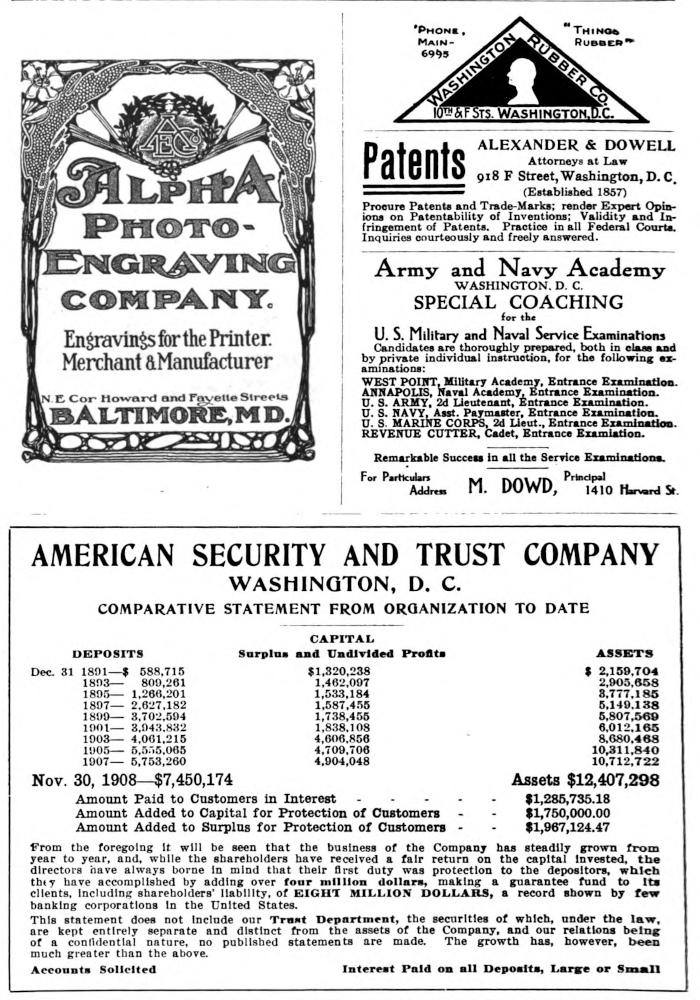 AAEC
ALPHA
PHOTO-
ENGRAVING
COMPANY.
Engravings for the Printer.
Merchant & Manufacturer
N.E Cor Howard and Fayette Streets
BALTIMORE, MD.
'PHONE,
MAIN-
6995
"THINGS
RUBBER"
WASHINGTON RUBBER CO.
10TH & F STS. WASHINGTON, D.C.
Patents
ALEXANDER & DOWELL
Attorneys at Law
918 F Street, Washington, D. C.
(Established 1857)
Procure Patents and Trade-Marks; render Expert Opin-
ions on Patentability of Inventions; Validity and In-
fringement of Patents. Practice in all Federal Courts.
Inquiries courteously and freely answered.
Army and Navy Academy
WASHINGTON, D. C.
SPECIAL COACHING
for the
U. S. Military and Naval Service Examinations
Candidates are thoroughly prepared, both in class and
by private individual instruction, for the following ex-
aminations:
WEST POINT, Military Academy, Entrance Examination.
ANNAPOLIS, Naval Academy, Entrance Examination.
U. S. ARMY, 2d Lieutenant, Entrance Examination.
U. S. NAVY, Asst. Paymaster, Entrance Examination.
U. S. MARINE CORPS, 2d Lieut., Entrance Examination.
REVENUE CUTTER, Cadet, Entrance Examiation.
Remarkable Success in all the Service Examinations.
For Particulars
Address
M. DOWD,
Principal
1410 Harvard St.
AMERICAN SECURITY AND TRUST COMPANY
WASHINGTON, D. C.
COMPARATIVE STATEMENT FROM ORGANIZATION TO DATE
CAPITAL
DEPOSITS Surplus and Undivided Profits ASSETS
Dec. 31 1891—$ 588,715 $1,320,238 $ 2,159,704
1893— 809,261 1,462,097 2,905,658
1895— 1,266,201 1,533,184 3,777,185
1897— 2,627,182 1,587,455 5,149,138
1899— 3,702,594 1,738,455 5,807,569
1901— 3,943,832 1,838,108 6,012,165
1903— 4,061,215 4,606,856 8,680,468
1905— 5,555,065 4,709,706 10,311,840
1907— 5,753,260 4,904,048 10,712,722
Nov. 30, 1908—$7,450,174 Assets $12,407,298
Amount Paid to Customers in Interest - - - - - $1,285,735.18
Amount Added to Capital for Protection of Customers - - $1,750,000.00
Amount Added to Surplus for Protection of Customers - - $1,967,124.47
From the foregoing it will be seen that the business of the Company has steadily grown from
year to year, and, while the shareholders have received a fair return on the capital invested, the
directors have always borne in mind that their first duty was protection to the depositors, which
they have accomplished by adding over four million dollars, making a guarantee fund to its
clients, including shareholders' liability, of EIGHT MILLION DOLLARS, a record shown by few
banking corporations in the United States.
This statement does not include our Trust Department, the securities of which, under the law,
are kept entirely separate and distinct from the assets of the Company, and our relations being
of a confidential nature, no published statements are made. The growth has, however, been
much greater than the above.
Accounts Solicited Interest Paid on all Deposits, Large or Small